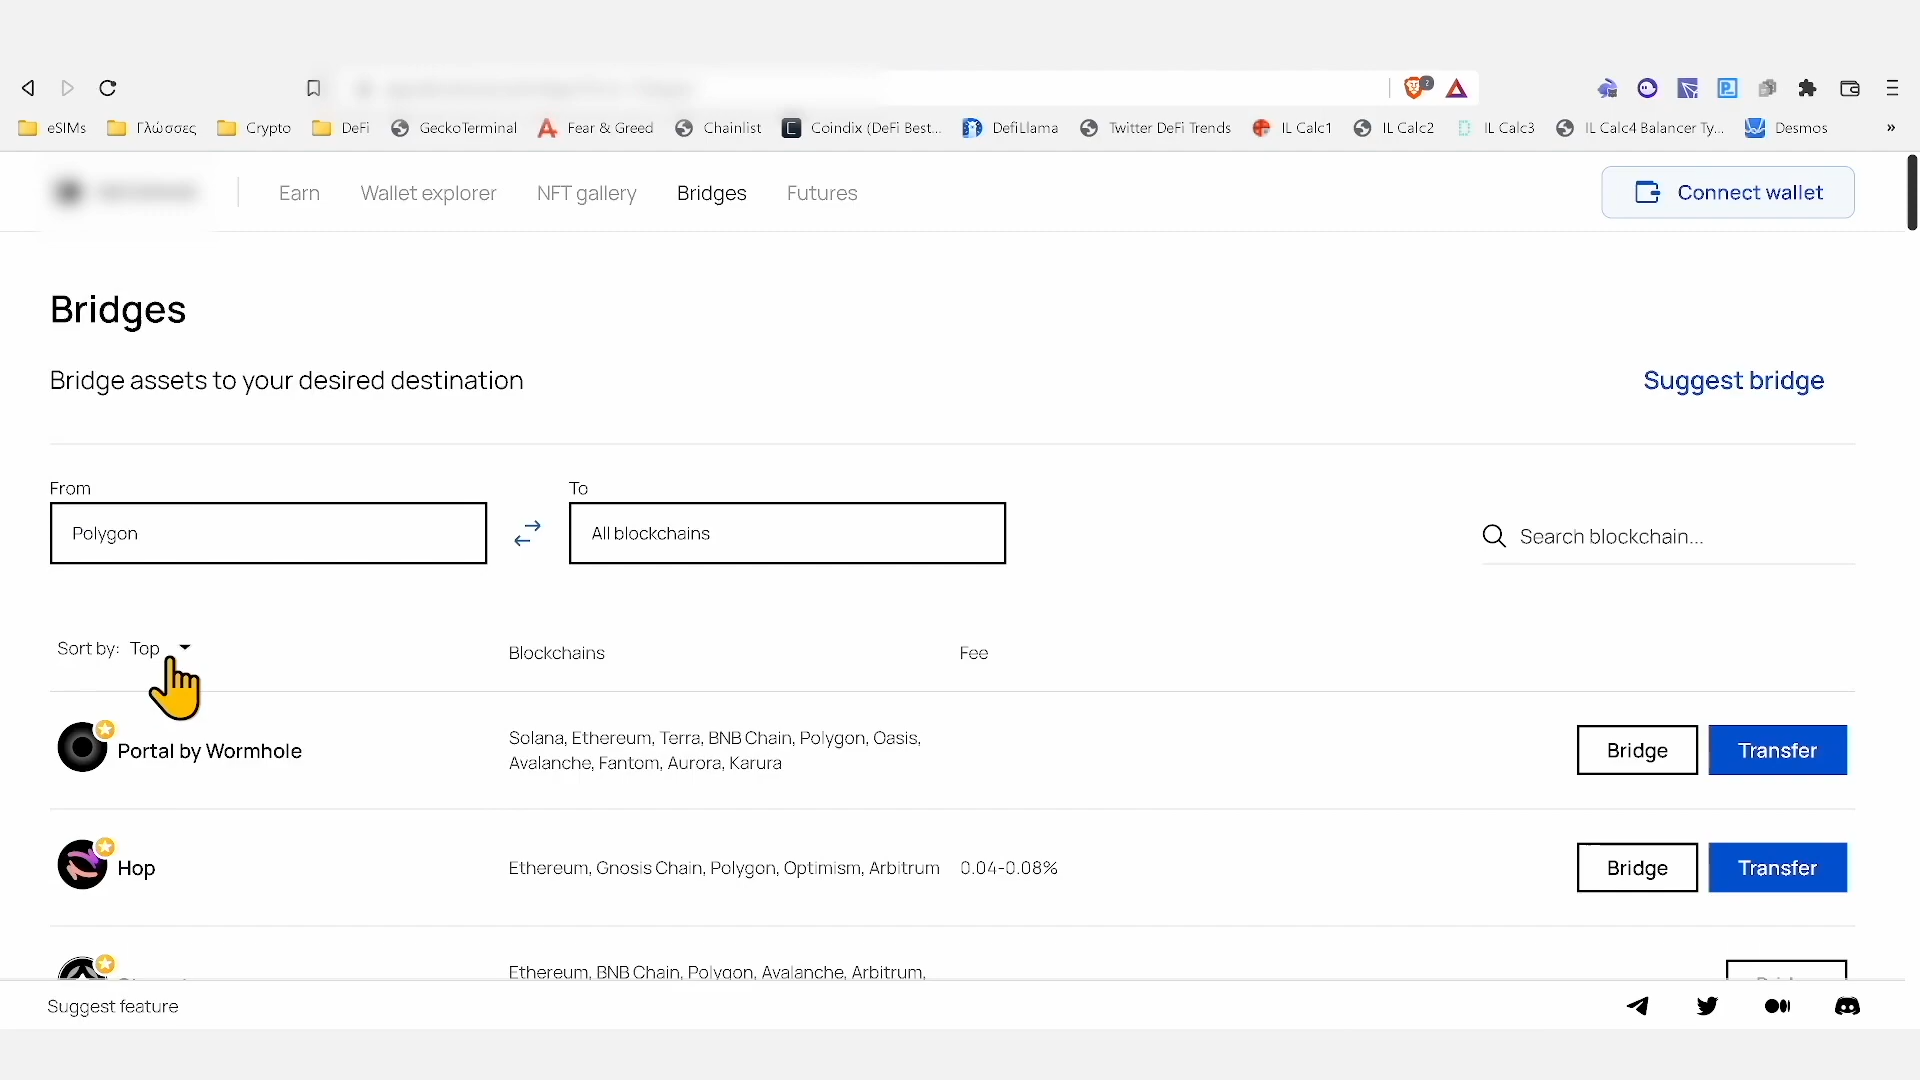 eSIMs Γλώσσες Crypto DeFi GeckoTerminal Fear & Greed Chainlist Coindix (DeFi Best... DefiLlama Twitter DeFi Trends IL Calc1 IL Calc2 IL Calc3 IL Calc4 Balancer Ty... Desmos »
Earn Wallet explorer NFT gallery Bridges Futures Connect wallet
Bridges
Bridge assets to your desired destination
Suggest bridge
From To
Polygon All blockchains
Search blockchain...
Sort by: Top Blockchains Fee
Portal by Wormhole
Solana, Ethereum, Terra, BNB Chain, Polygon, Oasis,
Avalanche, Fantom, Aurora, Karura
Bridge Transfer
Hop Ethereum, Gnosis Chain, Polygon, Optimism, Arbitrum 0.04-0.08% Bridge Transfer
Ethereum, BNB Chain, Polygon, Avalanche, Arbitrum,
Suggest feature